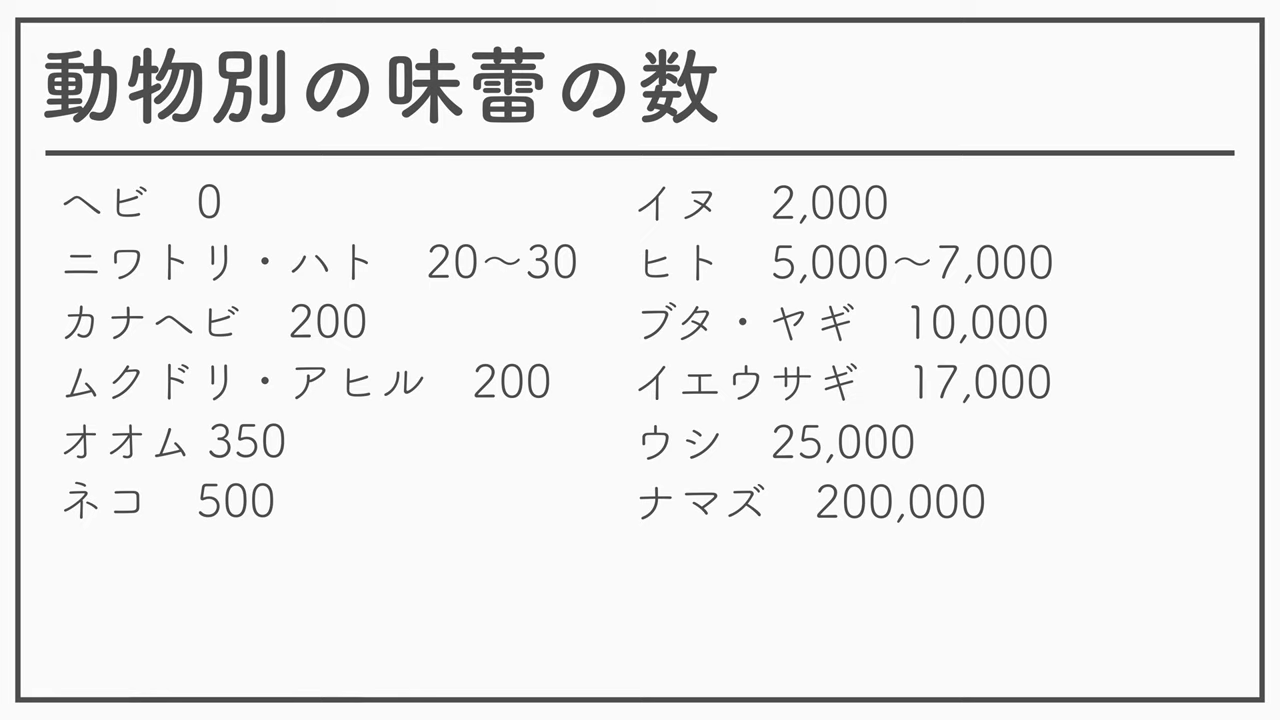 動物別の味蕾の数
ヘビ　0
ニワトリ・ハト　20〜30
カナヘビ　200
ムクドリ・アヒル　200
オオム 350
ネコ　500
イヌ　2,000
ヒト　5,000〜7,000
ブタ・ヤギ　10,000
イエウサギ　17,000
ウシ　25,000
ナマズ　200,000